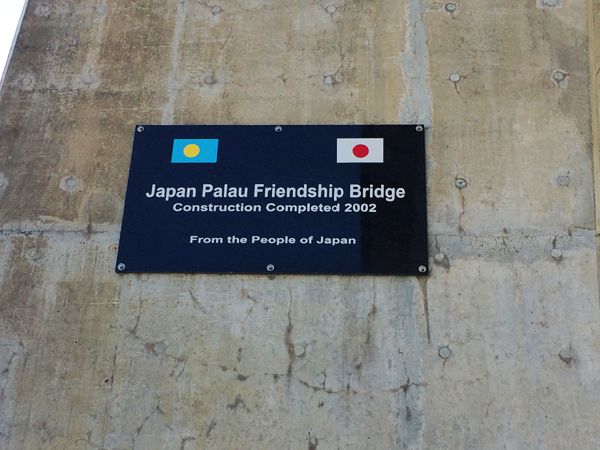 Japan Palau Friendship Bridge
Construction Completed 2002
From the People of Japan